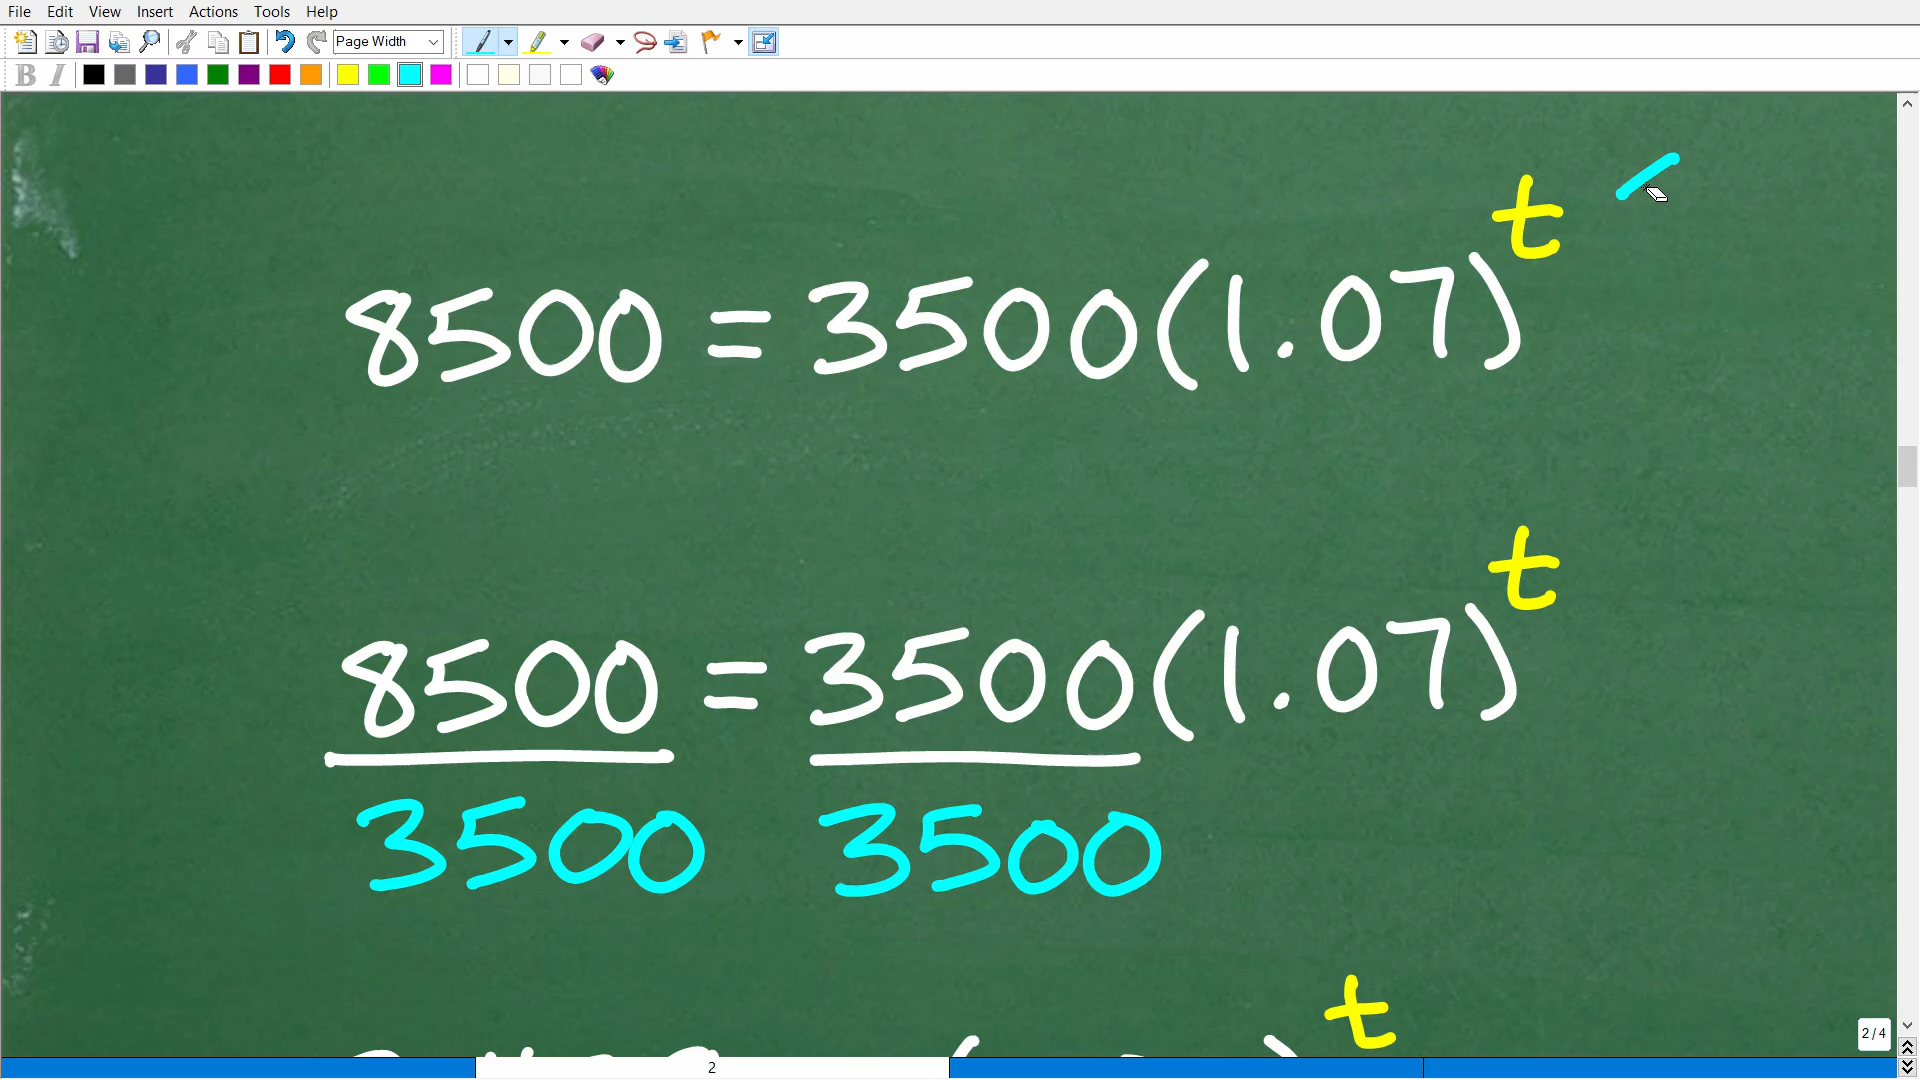 File Edit View Insert Actions Tools Help
Page Width
B I
8500 = 3500(1.07)^t
8500 = 3500(1.07)^t
3500 3500
t
2 / 4
2